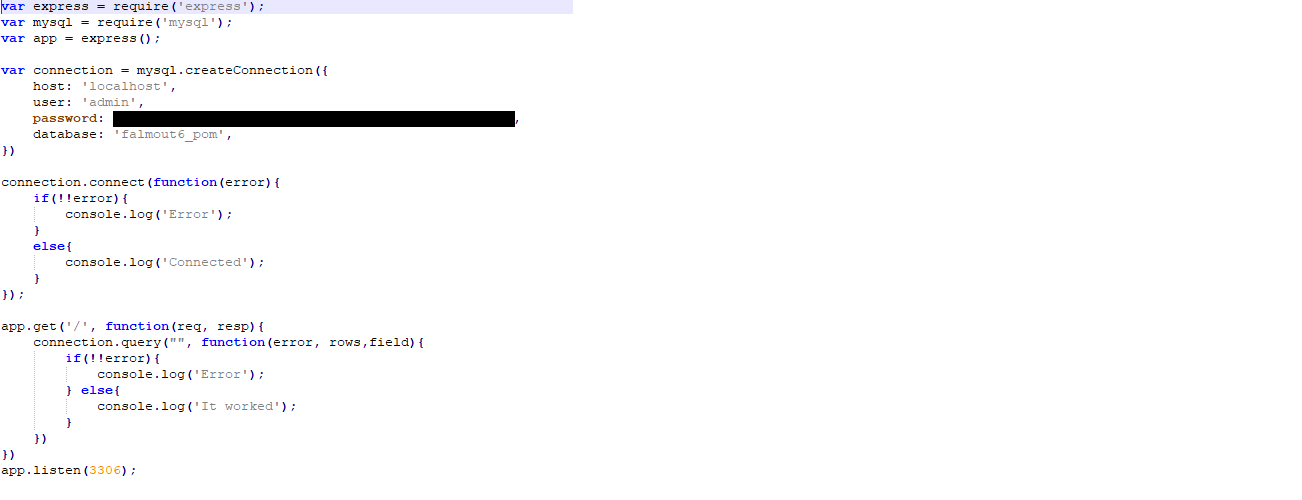 var express = require('express');
var mysql = require('mysql');
var app = express();

var connection = mysql.createConnection({
    host: 'localhost',
    user: 'admin',
    password: ,
    database: 'falmout6_pom',
})

connection.connect(function(error){
    if(!!error){
        console.log('Error');
    }
    else{
        console.log('Connected');
    }
});

app.get('/', function(req, resp){
    connection.query("", function(error, rows,field){
        if(!!error){
            console.log('Error');
        } else{
            console.log('It worked');
        }
    })
})
app.listen(3306);